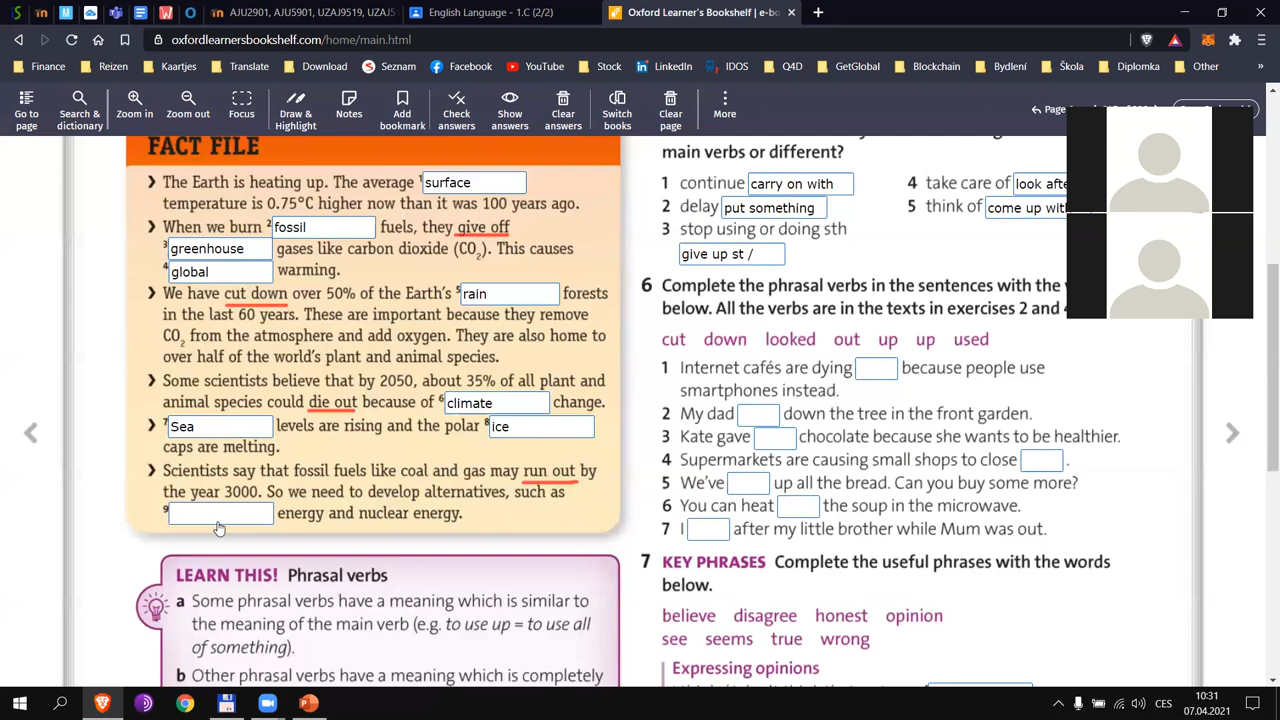 AJU2901, AJU5901, UZAJ9519, UZAJ5
English Language - 1.C (2/2)
Oxford Learner's Bookshelf | e-bo
oxfordlearnersbookshelf.com/home/main.html
Finance
Reizen
Kaartjes
Translate
Download
Seznam
Facebook
YouTube
Stock
LinkedIn
IDOS
Q4D
GetGlobal
Blockchain
Bydlení
Škola
Diplomka
Other
Go to page
Search & dictionary
Zoom in
Zoom out
Focus
Draw & Highlight
Notes
Add bookmark
Check answers
Show answers
Clear answers
Switch books
Clear page
More
Page
FACT FILE
The Earth is heating up. The average 1 surface
temperature is 0.75°C higher now than it was 100 years ago.
When we burn 2 fossil fuels, they give off
3 greenhouse gases like carbon dioxide (CO2). This causes
4 global warming.
We have cut down over 50% of the Earth's 5 rain forests
in the last 60 years. These are important because they remove
CO2 from the atmosphere and add oxygen. They are also home to
over half of the world's plant and animal species.
Some scientists believe that by 2050, about 35% of all plant and
animal species could die out because of 6 climate change.
7 Sea levels are rising and the polar 8 ice
caps are melting.
Scientists say that fossil fuels like coal and gas may run out by
the year 3000. So we need to develop alternatives, such as
9 energy and nuclear energy.
LEARN THIS! Phrasal verbs
a Some phrasal verbs have a meaning which is similar to
the meaning of the main verb (e.g. to use up = to use all
of something).
b Other phrasal verbs have a meaning which is completely
main verbs or different?
1 continue carry on with
2 delay put something
3 stop using or doing sth
give up st /
4 take care of look afte
5 think of come up wit
6 Complete the phrasal verbs in the sentences with the
below. All the verbs are in the texts in exercises 2 and
cut down looked out up up used
1 Internet cafés are dying because people use
smartphones instead.
2 My dad down the tree in the front garden.
3 Kate gave chocolate because she wants to be healthier.
4 Supermarkets are causing small shops to close .
5 We've up all the bread. Can you buy some more?
6 You can heat the soup in the microwave.
7 I after my little brother while Mum was out.
7 KEY PHRASES Complete the useful phrases with the words
below.
believe disagree honest opinion
see seems true wrong
Expressing opinions
CES
10:31
07.04.2021